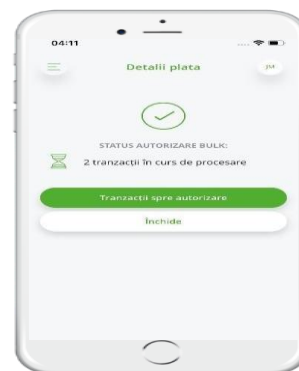 04:11
Detalii plata
JM
STATUS AUTORIZARE BULK:
2 tranzacții în curs de procesare
Tranzacții spre autorizare
Închide